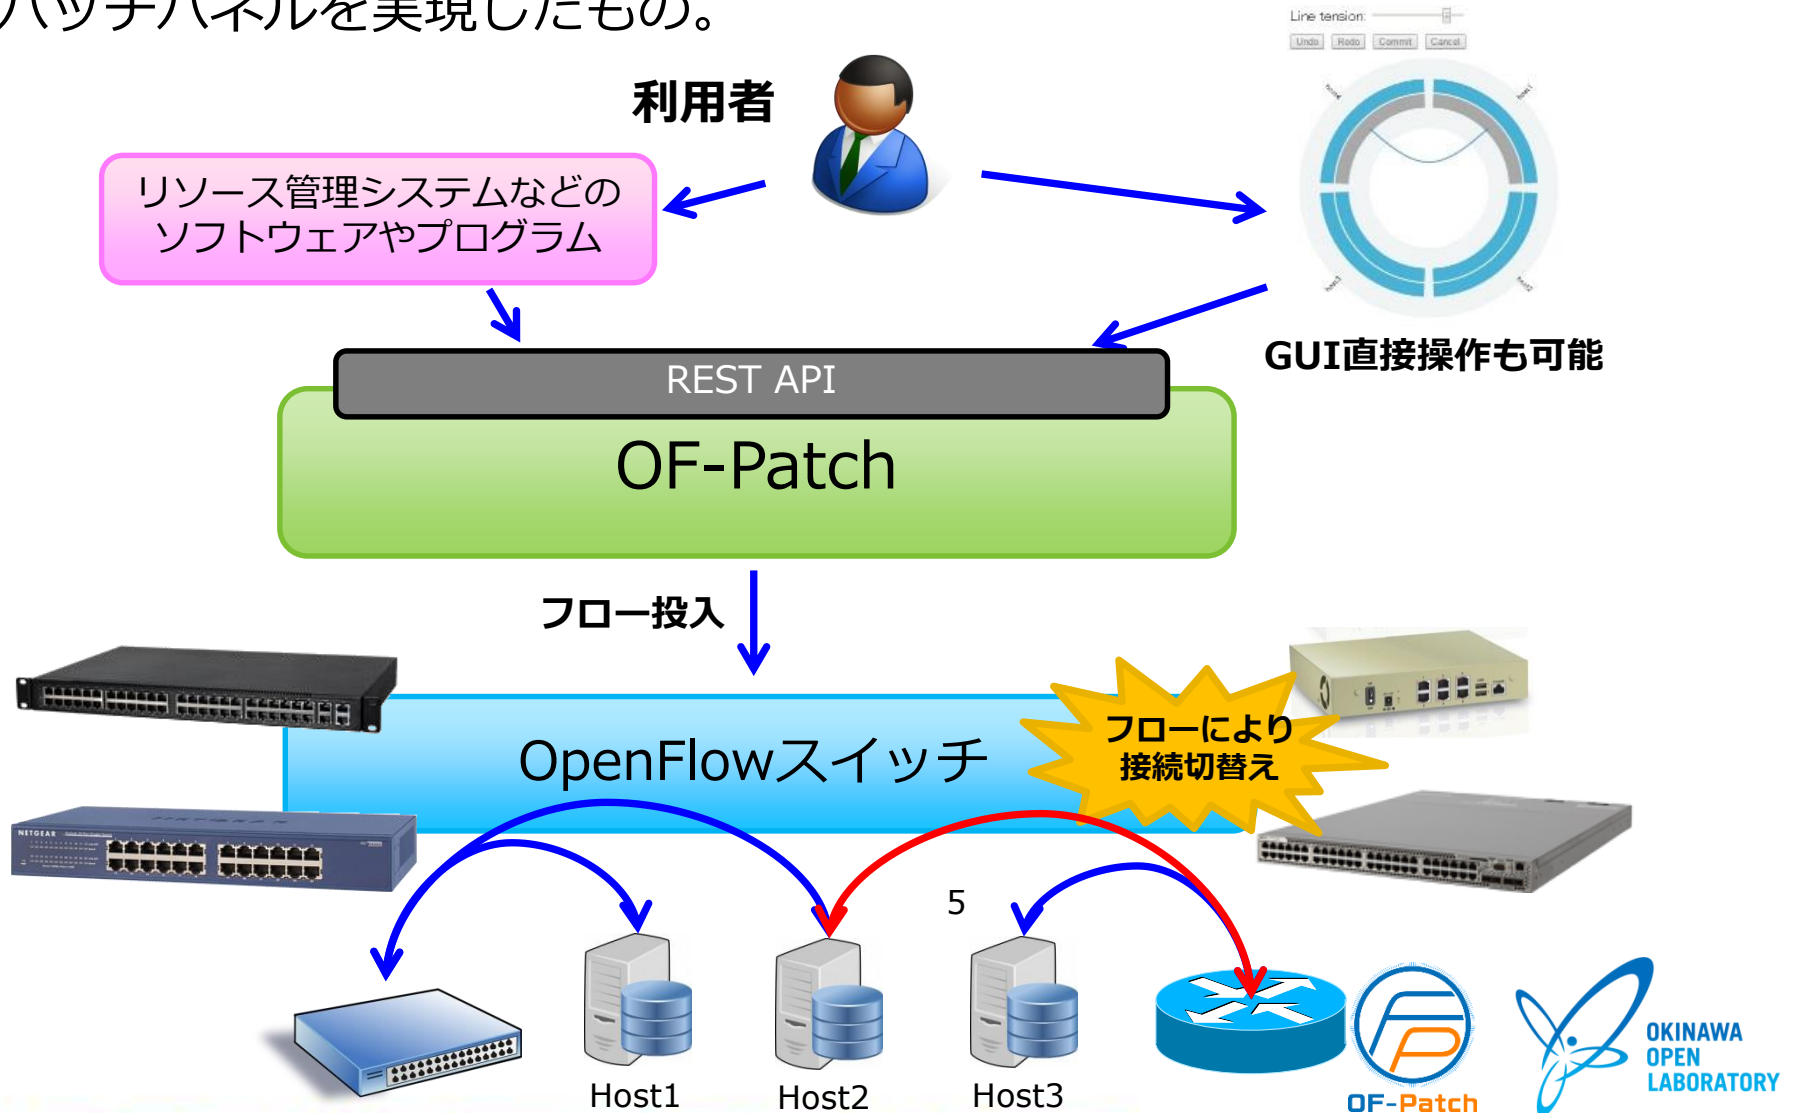 パッチパネルを実現したもの。
Line tension:
Undo Redo Commit Cancel
利用者
host4
host1
リソース管理システムなどの
ソフトウェアやプログラム
host3
host2
GUI直接操作も可能
REST API
OF-Patch
フロー投入
フローにより
接続切替え
OpenFlowスイッチ
NETGEAR
5
Host1
Host2
Host3
OF-Patch
OKINAWA
OPEN
LABORATORY